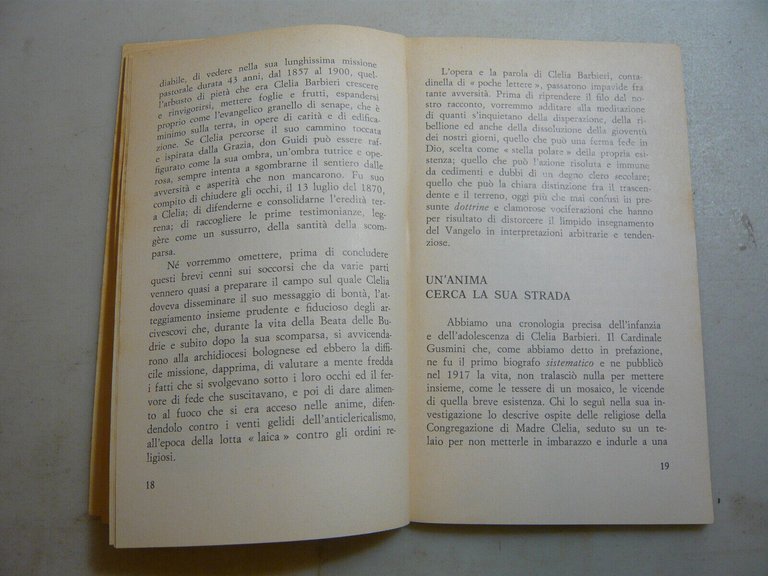 diabile, di vedere nella sua lunghissima missione
pastorale durata 43 anni, dal 1857 al 1900, quel-
l'arbusto di pietà che era Clelia Barbieri crescere
e rinvigorirsi, mettere foglie e frutti, espandersi
proprio come l'evangelico granello di senape, che è
minimo sulla terra, in opere di carità e di edifica-
zione. Se Clelia percorse il suo cammino toccata
e ispirata dalla Grazia, don Guidi può essere raf-
figurato come la sua ombra, un'ombra tutrice e ope-
rosa, sempre intenta a sgombrarne il sentiero dalle
avversità e asperità che non mancarono. Fu suo
compito di chiudere gli occhi, il 13 luglio del 1870,
a Clelia; di difenderne e consolidarne l'eredità ter-
rena; di raccogliere le prime testimonianze, leg-
gère come un sussurro, della santità della scom-
parsa.
Né vorremmo omettere, prima di concludere
questi brevi cenni sui soccorsi che da varie parti
vennero quasi a preparare il campo sul quale Clelia
doveva disseminare il suo messaggio di bontà, l'at-
teggiamento insieme prudente e fiducioso degli ar-
civescovi che, durante la vita della Beata delle Bu-
drie e subito dopo la sua scomparsa, si avvicenda-
rono alla archidiocesi bolognese ed ebbero la diffi-
cile missione, dapprima, di valutare a mente fredda
i fatti che si svolgevano sotto i loro occhi ed il fer-
vore di fede che suscitavano, e poi di dare alimen-
to al fuoco che si era acceso nelle anime, difen-
dendolo contro i venti gelidi dell'anticlericalismo,
all'epoca della lotta «laica» contro gli ordini re-
ligiosi.
18
L'opera e la parola di Clelia Barbieri, conta-
dinella di «poche lettere», passarono impavide fra
tante avversità. Prima di riprendere il filo del no-
stro racconto, vorremmo additare alla meditazione
di quanti s'inquietano della disperazione, della ri-
bellione ed anche della dissoluzione della gioventù
dei nostri giorni, quello che può una ferma fede in
Dio, scelta come «stella polare» della propria esi-
stenza; quello che può l'azione risoluta e immune
da cedimenti e dubbi di un degno clero secolare;
quello che può la chiara distinzione fra il trascen-
dente e il terreno, oggi più che mai confusi in pre-
sunte dottrine e clamorose vociferazioni che hanno
per risultato di distorcere il limpido insegnamento
del Vangelo in interpretazioni arbitrarie e tenden-
ziose.
UN'ANIMA
CERCA LA SUA STRADA
Abbiamo una cronologia precisa dell'infanzia
e dell'adolescenza di Clelia Barbieri. Il Cardinale
Gusmini che, come abbiamo detto in prefazione,
ne fu il primo biografo sistematico e ne pubblicò
nel 1917 la vita, non tralasciò nulla per mettere
insieme, come le tessere di un mosaico, le vicende
di quella breve esistenza. Chi lo seguì nella sua in-
vestigazione lo descrive ospite delle religiose della
Congregazione di Madre Clelia, seduto su un te-
laio per non metterle in imbarazzo e indurle a una
19